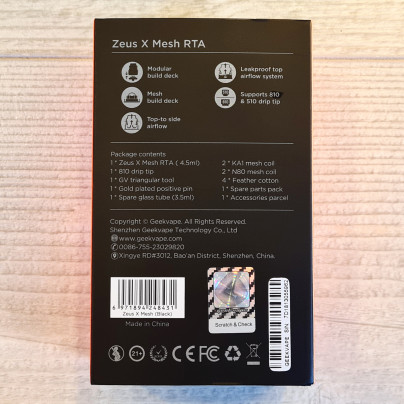 Zeus X Mesh RTA
Modular
build deck
Leakproof top
airflow system
Mesh
build deck
Supports 810
& 510 drip tip
Top-to side
airflow
Package contents
1 * Zeus X Mesh RTA ( 4.5ml)
1 * 810 drip tip
1 * GV triangular tool
1 * Gold plated positive pin
1 * Spare glass tube (3.5ml)
2 * KA1 mesh coil
2 * N80 mesh coil
4 * Feather cotton
1 * Spare parts pack
1 * Accessories parcel
Copyright © Geekvape. All Rights Reserved.
Shenzhen Geekvape Technology Co., Ltd
www.geekvape.com
0086-755-23029820
Xingye RD#3012, Bao'an District, Shenzhen, China.
6 971894 248431
Zeus X Mesh (Black)
Made in China
Scratch & Check
21+
CE FC